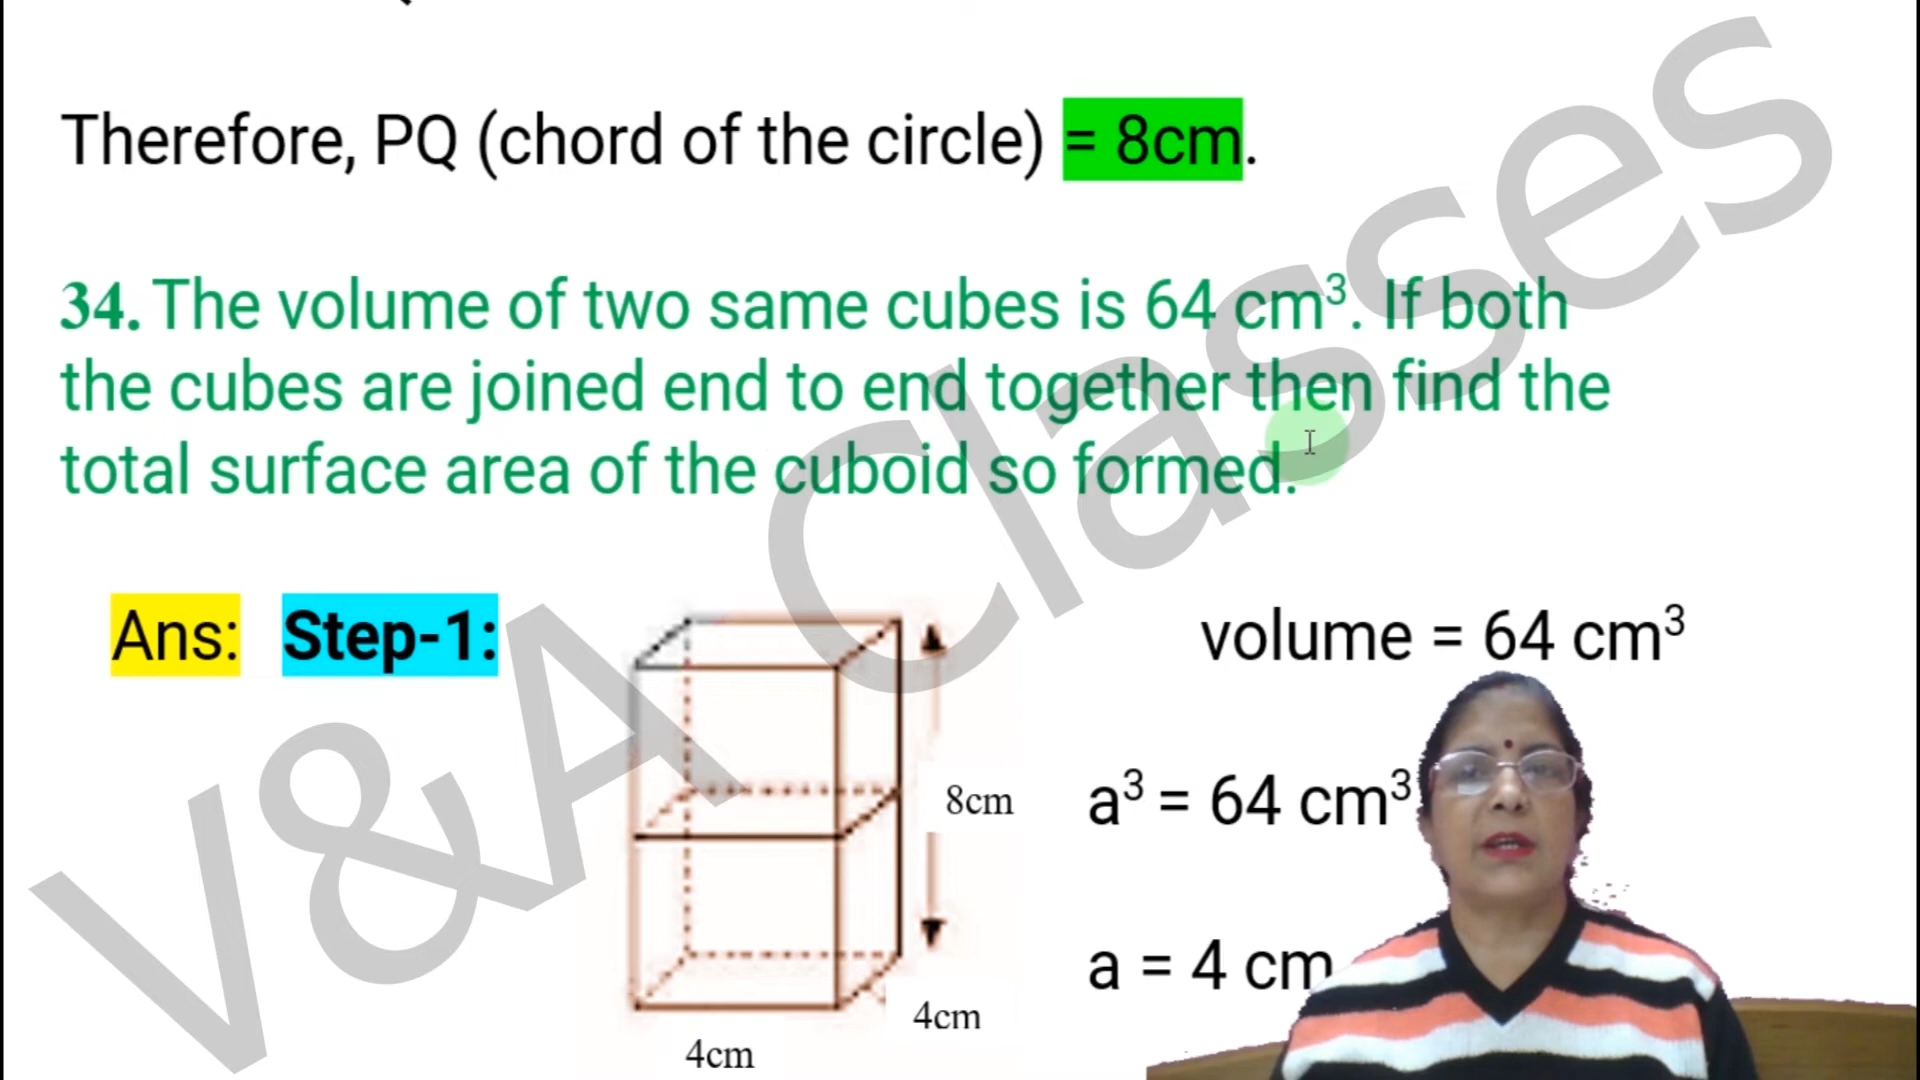 Therefore, PQ (chord of the circle) = 8cm.
34. The volume of two same cubes is 64 cm³. If both
the cubes are joined end to end together then find the
total surface area of the cuboid so formed.
Ans: Step-1:
volume = 64 cm³
8cm
a³ = 64 cm³
a = 4 cm
4cm
4cm
V&A Classes